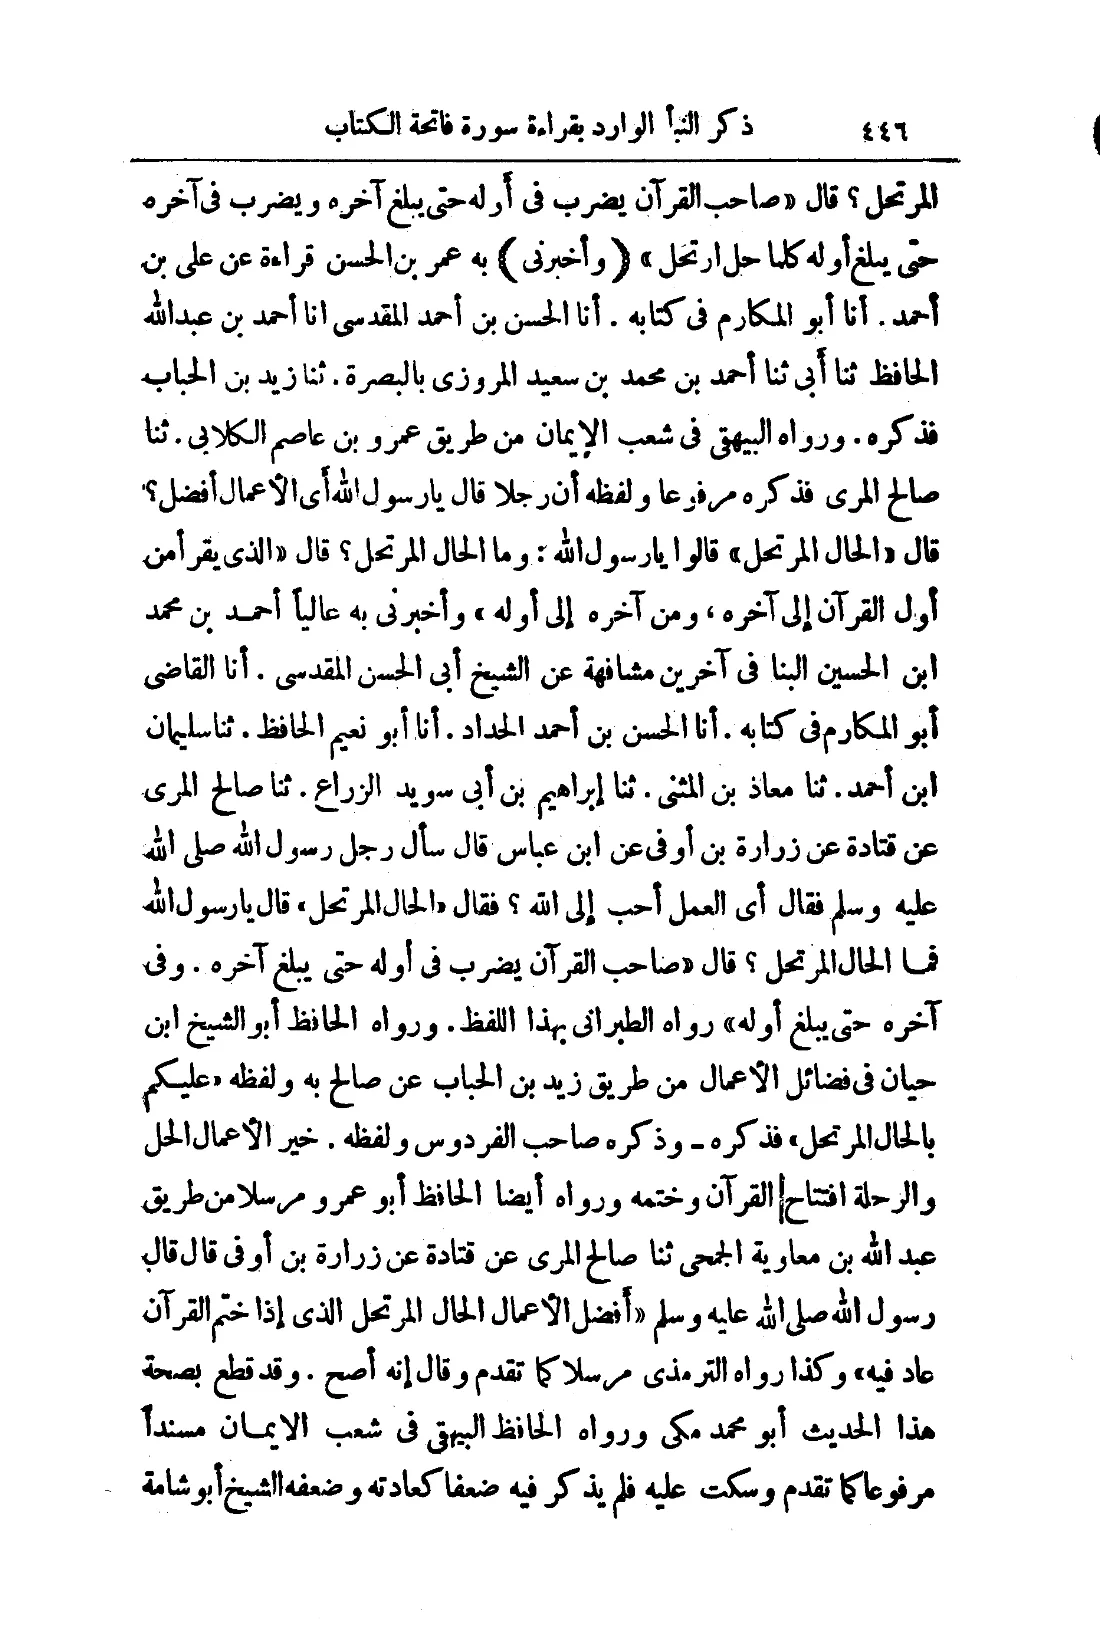 ٤٤٦ ذكر النبأ الوارد بقراءة سورة فاتحة الكتاب
المرتحل؟ قال «صاحب القرآن يضرب فى أوله حتى يبلغ آخره ويضرب فى آخره
حتى يبلغ أوله كلما حل ارتحل» (وأخبرنى) به عمر بن الحسن قراءة عن على بن
أحمد. أنا أبو المكارم فى كتابه. أنا الحسن بن أحمد المقدسى انا أحمد بن عبد الله
الحافظ ثنا أبى ثنا أحمد بن محمد بن سعيد المروزى بالبصرة. ثنا زيد بن الحباب
فذكره. ورواه البيهقى فى شعب الإيمان من طريق عمرو بن عاصم الكلابى. ثنا
صالح المرى فذكره مرفوعا ولفظه أن رجلا قال يارسول الله أى الأعمال أفضل؟
قال «الحال المرتحل» قالوا يارسول الله: وما الحال المرتحل؟ قال «الذى يقرأ من
أول القرآن إلى آخره، ومن آخره إلى أوله» وأخبرنى به عالياً أحمد بن محمد
ابن الحسين البنا فى آخرين مشافهة عن الشيخ أبى الحسن المقدسى. أنا القاضى
أبو المكارم فى كتابه. أنا الحسن بن أحمد الحداد. أنا أبو نعيم الحافظ. ثنا سليمان
ابن أحمد. ثنا معاذ بن المثنى. ثنا إبراهيم بن أبى سويد الزراع. ثنا صالح المرى
عن قتادة عن زرارة بن أوفى عن ابن عباس قال سأل رجل رسول الله صلى الله
عليه وسلم فقال أى العمل أحب إلى الله؟ فقال «الحال المرتحل» قال يارسول الله
فما الحال المرتحل؟ قال «صاحب القرآن يضرب فى أوله حتى يبلغ آخره. وفى
آخره حتى يبلغ أوله» رواه الطبرانى بهذا اللفظ. ورواه الحافظ أبو الشيخ ابن
حيان فى فضائل الأعمال من طريق زيد بن الحباب عن صالح به ولفظه «عليكم
بالحال المرتحل» فذكره ــ وذكره صاحب الفردوس ولفظه. خير الأعمال الحل
والرحلة افتتاح القرآن وختمه ورواه أيضا الحافظ أبو عمرو مرسلا من طريق
عبد الله بن معاوية الجمحى ثنا صالح المرى عن قتادة عن زرارة بن أوفى قال قال
رسول الله صلى الله عليه وسلم «أفضل الأعمال الحال المرتحل الذى إذا ختم القرآن
عاد فيه» وكذا رواه الترمذى مرسلا كما تقدم وقال إنه أصح. وقد قطع بصحة
هذا الحديث أبو محمد مكى ورواه الحافظ البيهقى فى شعب الايمان مسنداً
مرفوعا كما تقدم وسكت عليه فلم يذكر فيه ضعفا كعادته وضعفه الشيخ أبو شامة